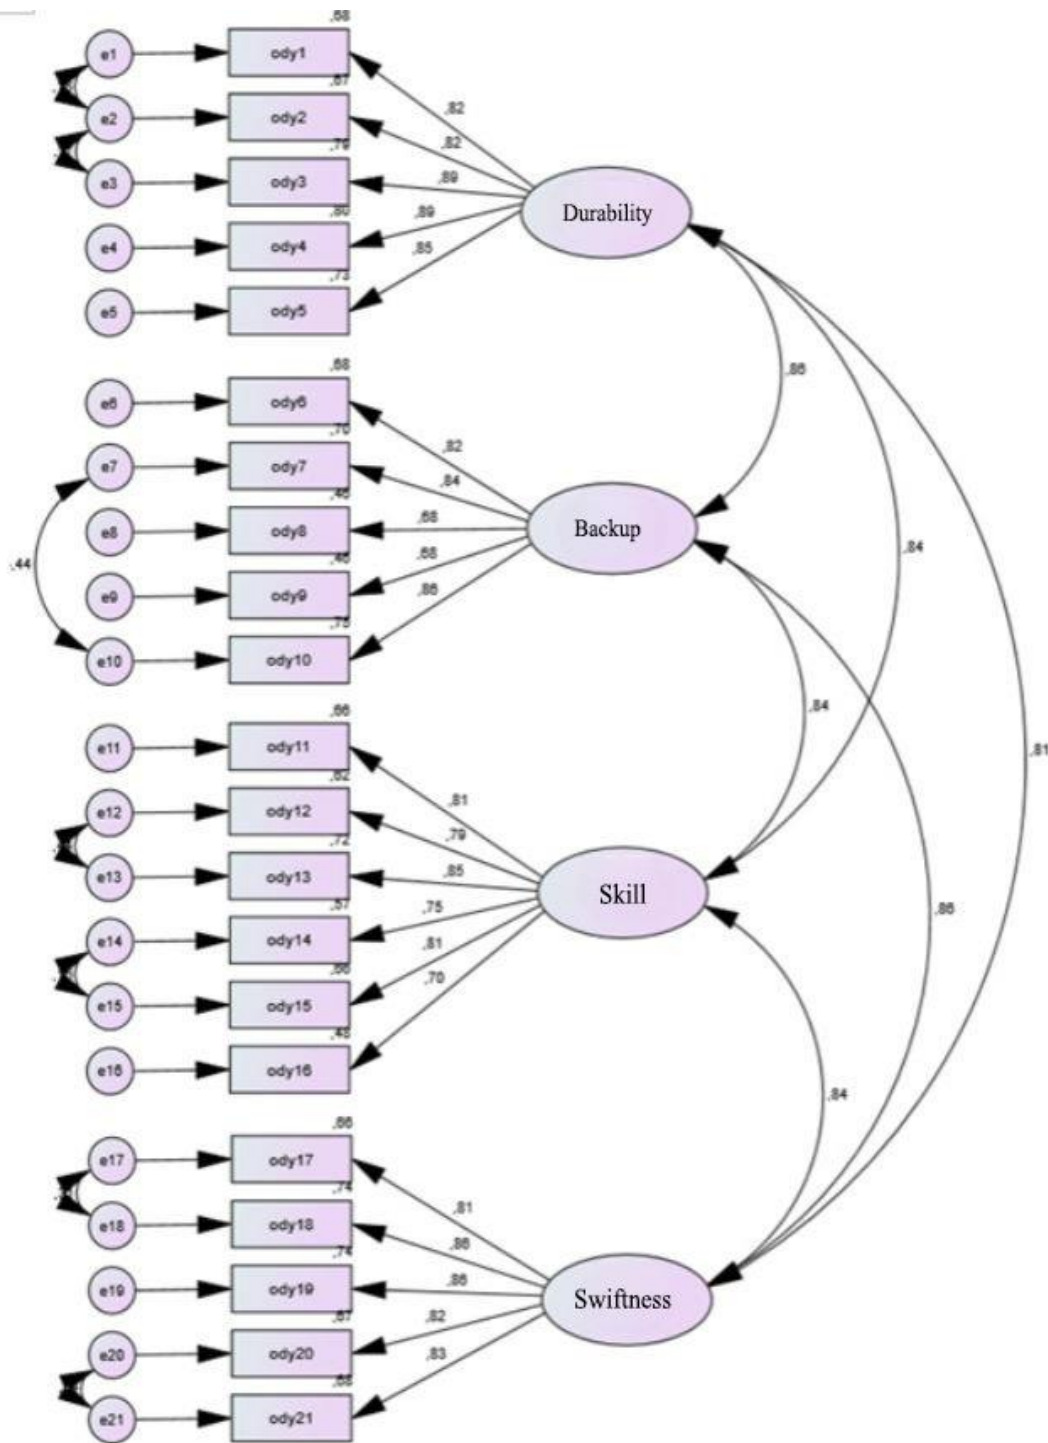 ,68
e1 ody1
,67
,82
e2 ody2
,82
,79
e3 ody3
,89
,80
Durability
e4 ody4
,89
,85
,73
e5 ody5
,68
,86
e6 ody6
,70
,82
e7 ody7
,84
,46
e8 ody8
,68
Backup
,46
,84
,44
e9 ody9
,68
,86
,75
e10 ody10
,66
,84
e11 ody11
,81
,62
,81
e12 ody12
,79
,72
e13 ody13
,85
Skill
,57
,75
,86
e14 ody14
,81
,66
,70
e15 ody15
,48
e16 ody16
,84
,66
e17 ody17
,74
,81
e18 ody18
,86
,74
e19 ody19
,86
Swiftness
,67
,82
e20 ody20
,83
,68
e21 ody21